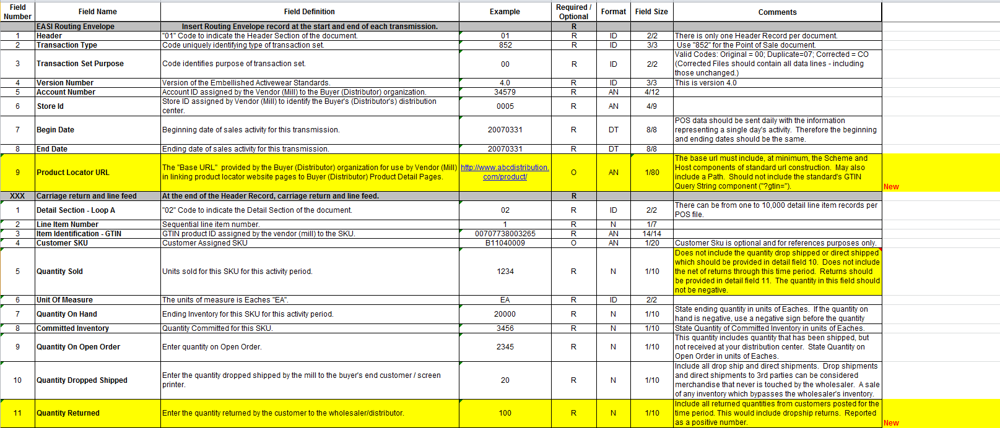 Field Number | Field Name | Field Definition | Example | Required / Optional | Format | Field Size | Comments
EASI Routing Envelope | Insert Routing Envelope record at the start and end of each transmission. | R
1 | Header | "01" Code to indicate the Header Section of the document. | 01 | R | ID | 2/2 | There is only one Header Record per document.
2 | Transaction Type | Code uniquely identifying type of transaction set. | 852 | R | ID | 3/3 | Use "852" for the Point of Sale document.
3 | Transaction Set Purpose | Code identifies purpose of transaction set. | 00 | R | ID | 2/2 | Valid Codes: Original = 00; Duplicate=07; Corrected = CO
(Corrected Files should contain all data lines - including
those unchanged.)
4 | Version Number | Version of the Embellished Activewear Standards. | 4.0 | R | ID | 3/3 | This is version 4.0
5 | Account Number | Account ID assigned by the Vendor (Mill) to the Buyer (Distributor) organization. | 34579 | R | AN | 4/12
6 | Store Id | Store ID assigned by Vendor (Mill) to identify the Buyer's (Distributor's) distribution
center. | 0005 | R | AN | 4/9
7 | Begin Date | Beginning date of sales activity for this transmission. | 20070331 | R | DT | 8/8 | POS data should be sent daily with the information
representing a single day's activity. Therefore the beginning
and ending dates should be the same.
8 | End Date | Ending date of sales activity for this transmission. | 20070331 | R | DT | 8/8
9 | Product Locator URL | The "Base URL" provided by the Buyer (Distributor) organization for use by Vendor (Mill)
in linking product locator website pages to Buyer (Distributor) Product Detail Pages. | http://www.abcdistribution.
com/product/ | O | AN | 1/80 | The base url must include, at minimum, the Scheme and
Host components of standard url construction. May also
include a Path. Should not include the standard's GTIN
Query String component ("?gtin="). | New
XXX | Carriage return and line feed | At the end of the Header Record, carriage return and line feed. | R
1 | Detail Section - Loop A | "02" Code to indicate the Detail Section of the document. | 02 | R | ID | 2/2 | There can be from one to 10,000 detail line item records per
POS file.
2 | Line Item Number | Sequential line item number. | 1 | R | N | 1/7
3 | Item Identification - GTIN | GTIN product ID assigned by the vendor (mill) to the SKU. | 00707738003265 | R | AN | 14/14
4 | Customer SKU | Customer Assigned SKU | B11040009 | O | AN | 1/20 | Customer Sku is optional and for references purposes only.
5 | Quantity Sold | Units sold for this SKU for this activity period. | 1234 | R | N | 1/10 | Does not include the quantity drop shipped or direct shipped
which should be provided in detail field 10. Does not include
the net of returns through this time period. Returns should
be provided in detail field 11. The quantity in this field should
not be negative.
6 | Unit Of Measure | The units of measure is Eaches "EA". | EA | R | ID | 2/2
7 | Quantity On Hand | Ending Inventory for this SKU for this activity period. | 20000 | R | N | 1/10 | State ending quantity in units of Eaches. If the quantity on
hand is negative, use a negative sign before the quantity
8 | Committed Inventory | Quantity Committed for this SKU. | 3456 | R | N | 1/10 | State Quantity of Committed Inventory in units of Eaches.
9 | Quantity On Open Order | Enter quantity on Open Order. | 2345 | R | N | 1/10 | This quantity includes quantity that has been shipped, but
not received at your distribution center. State Quantity on
Open Order in units of Eaches.
10 | Quantity Dropped Shipped | Enter the quantity dropped shipped by the mill to the buyer's end customer / screen
printer. | 20 | R | N | 1/10 | Include all drop ship and direct shipments. Drop shipments
and direct shipments to 3rd parties can be considered
merchandise that never is touched by the wholesaler. A sale
of any inventory which bypasses the wholesaler's inventory.
11 | Quantity Returned | Enter the quantity returned by the customer to the wholesaler/distributor. | 100 | R | N | 1/10 | Include all returned quantities from customers posted for the
time period. This would include dropship returns. Reported
as a positive number. | New